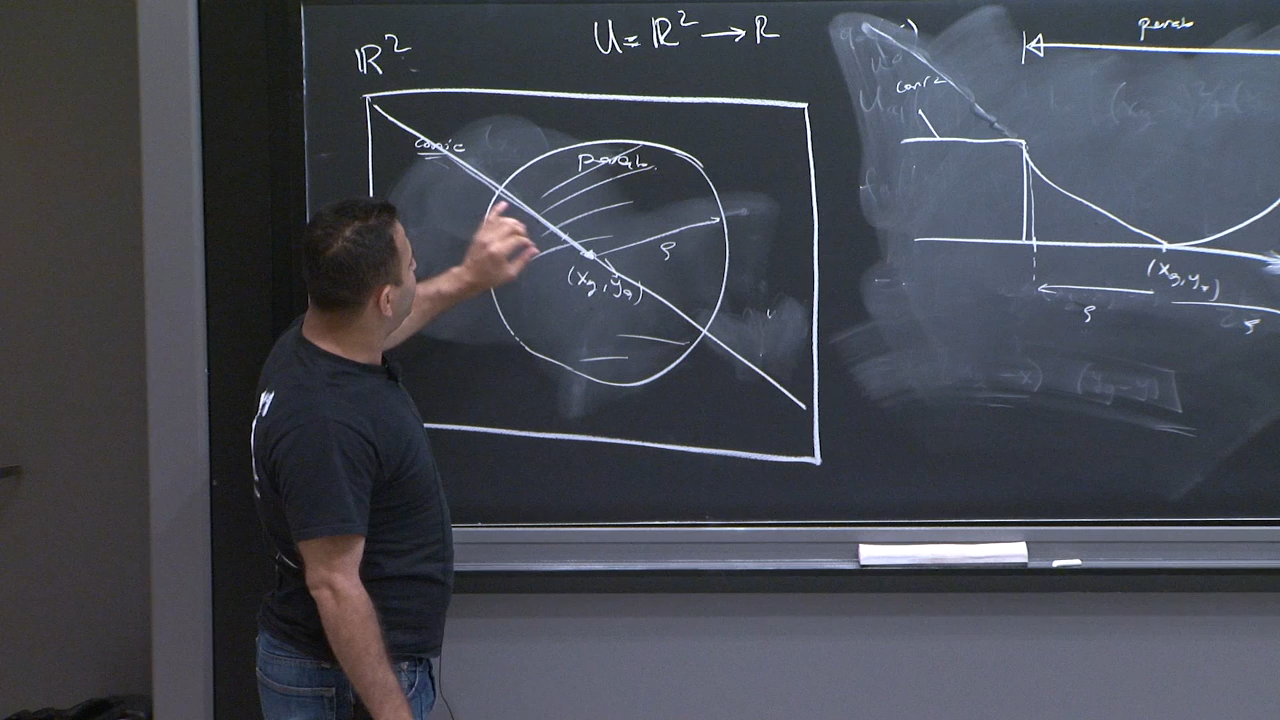 ℝ²
U = ℝ² → ℝ
conic
parab.
ρ
(x_g, y_g)
parab
conic
(x_g, y_g)
ρ
ρ